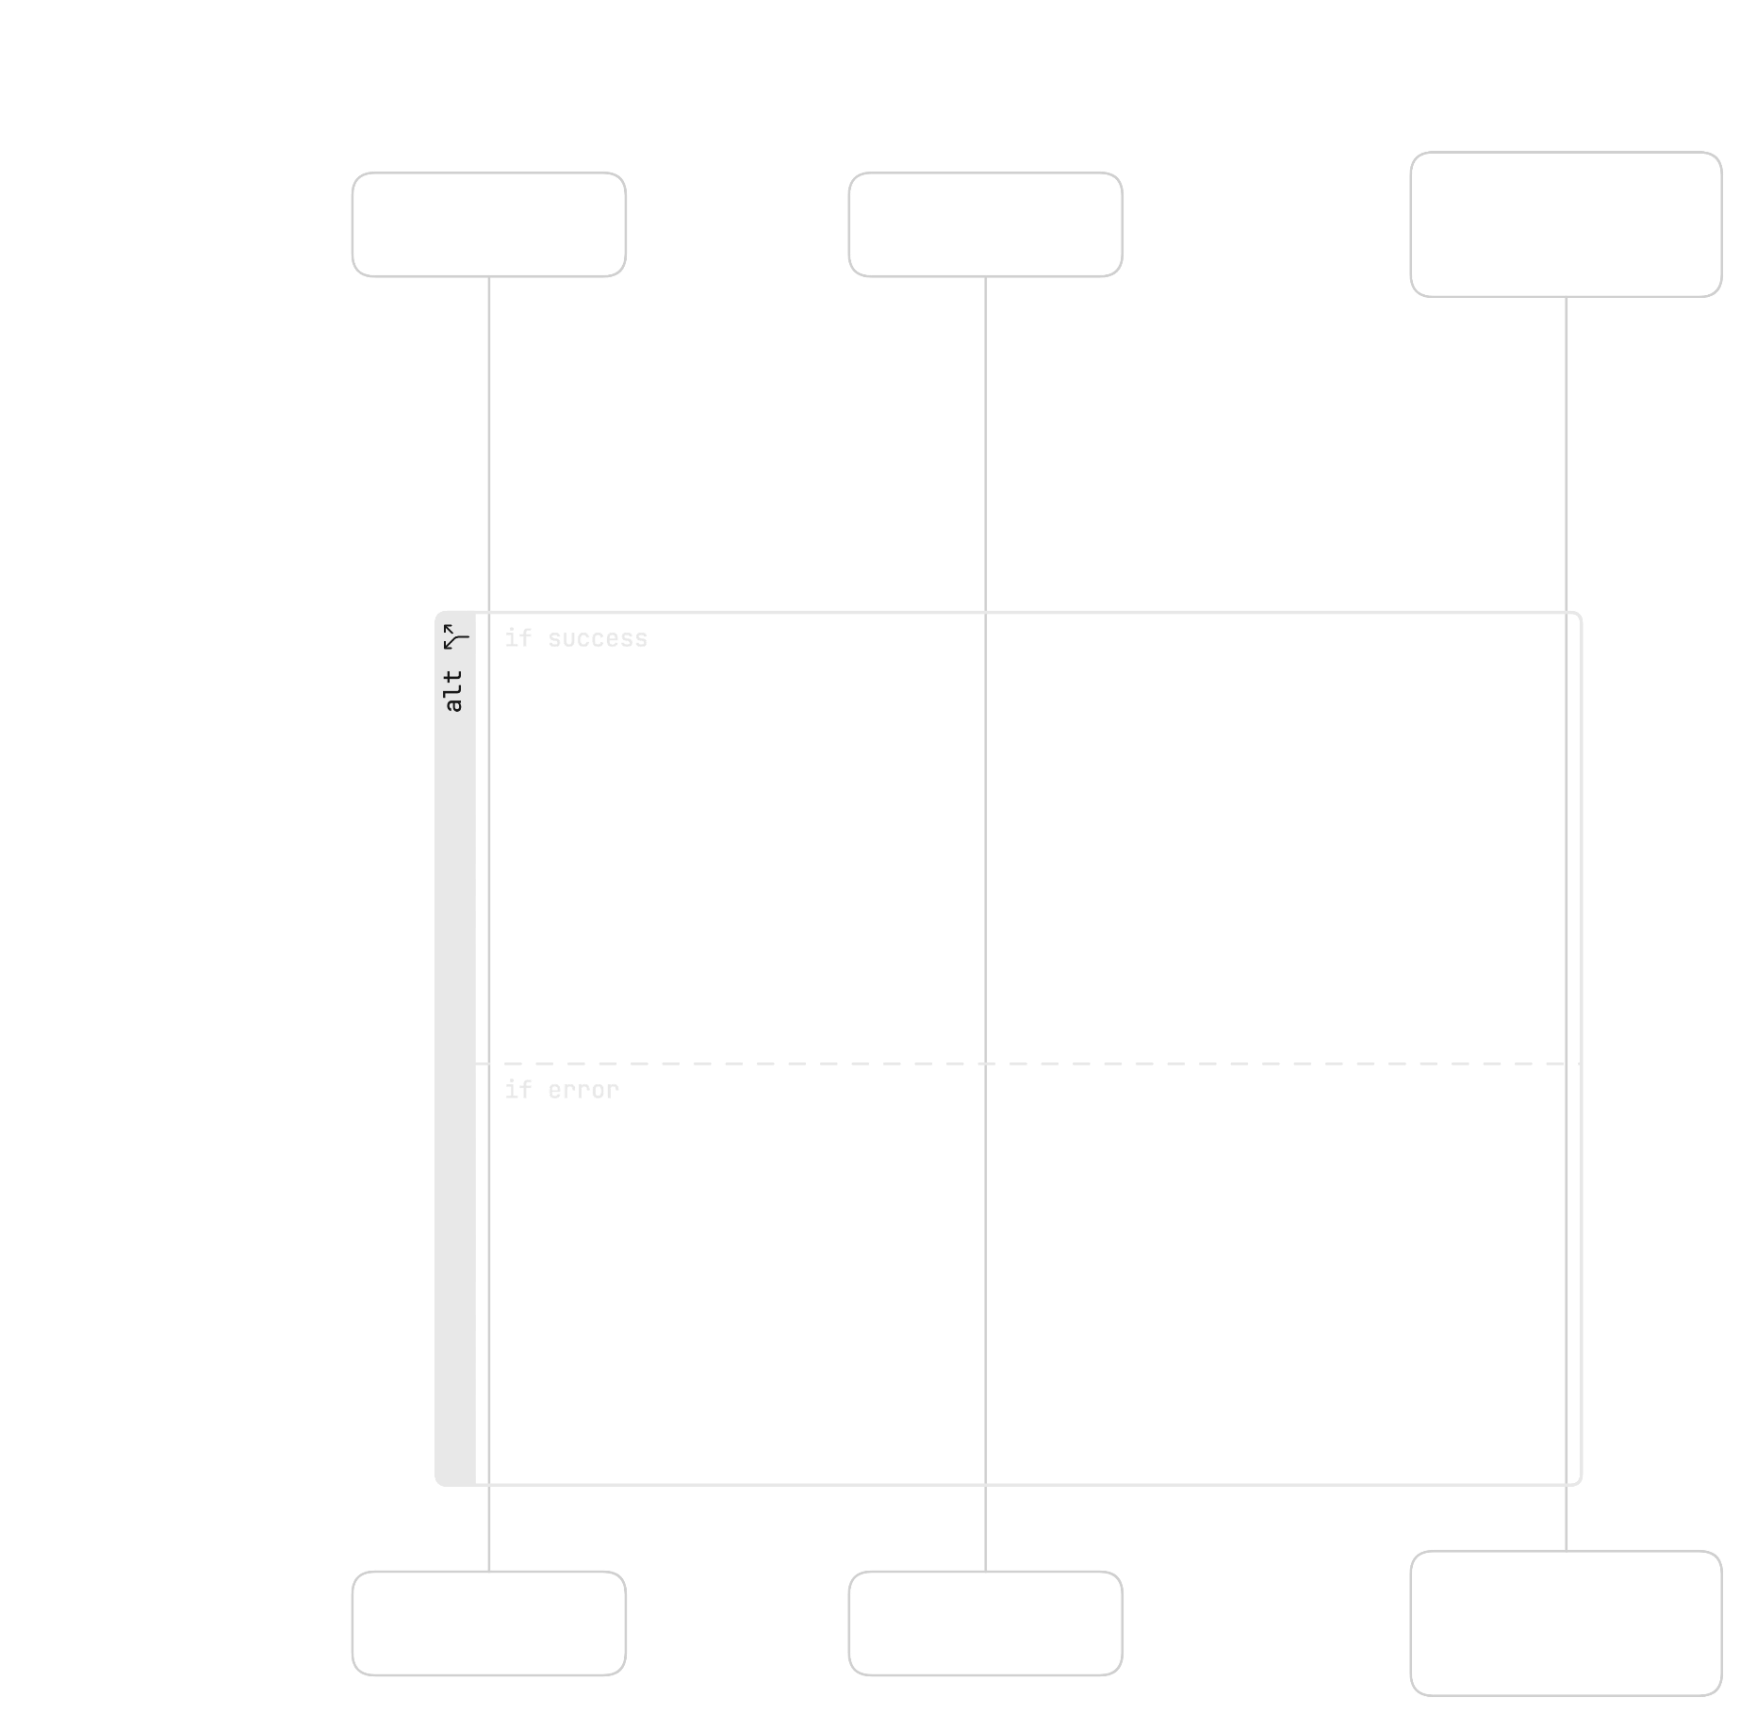 if success
alt
if error